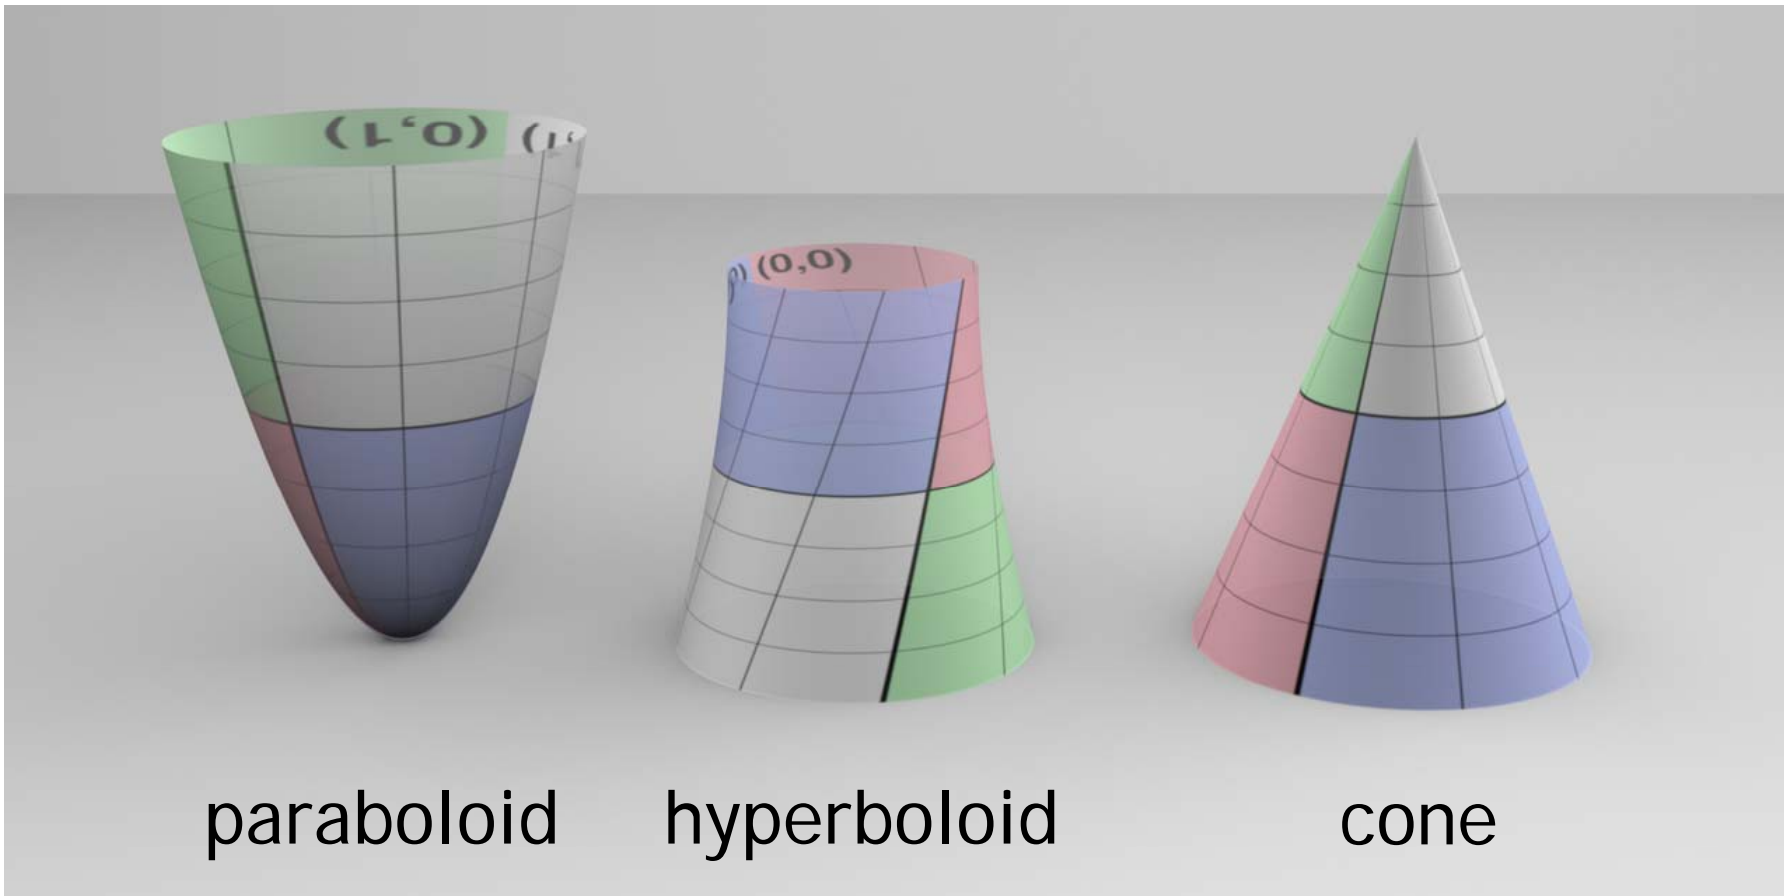 (0,1)
(0,0)
paraboloid hyperboloid cone